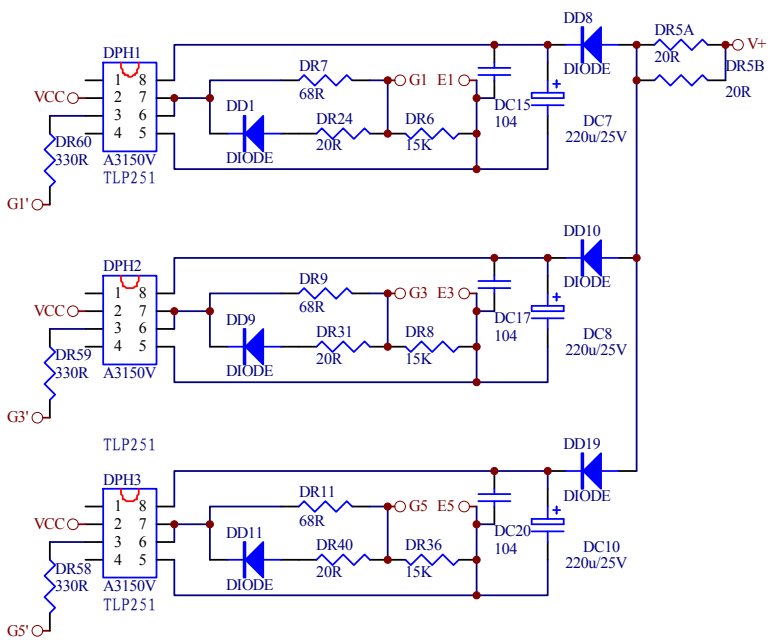 DD8
DR5A
V+
DPH1
20R
DR5B
DIODE
20R
DR7
1 8
G1 E1
VCC
2 7
68R
DD1
DC15
104
DC7
220u/25V
3 6
DR24
DR6
DR60
330R
4 5
20R
15K
DIODE
A3150V
TLP251
G1'
DD10
DPH2
DR9
DIODE
1 8
G3 E3
VCC
2 7
68R
DD9
DC17
104
DC8
220u/25V
3 6
DR31
DR8
DR59
330R
4 5
20R
15K
DIODE
A3150V
G3'
TLP251
DD19
DPH3
DR11
DIODE
1 8
G5 E5
VCC
2 7
68R
DD11
DC20
104
DC10
220u/25V
3 6
DR40
DR36
DR58
330R
4 5
20R
15K
DIODE
A3150V
TLP251
G5'